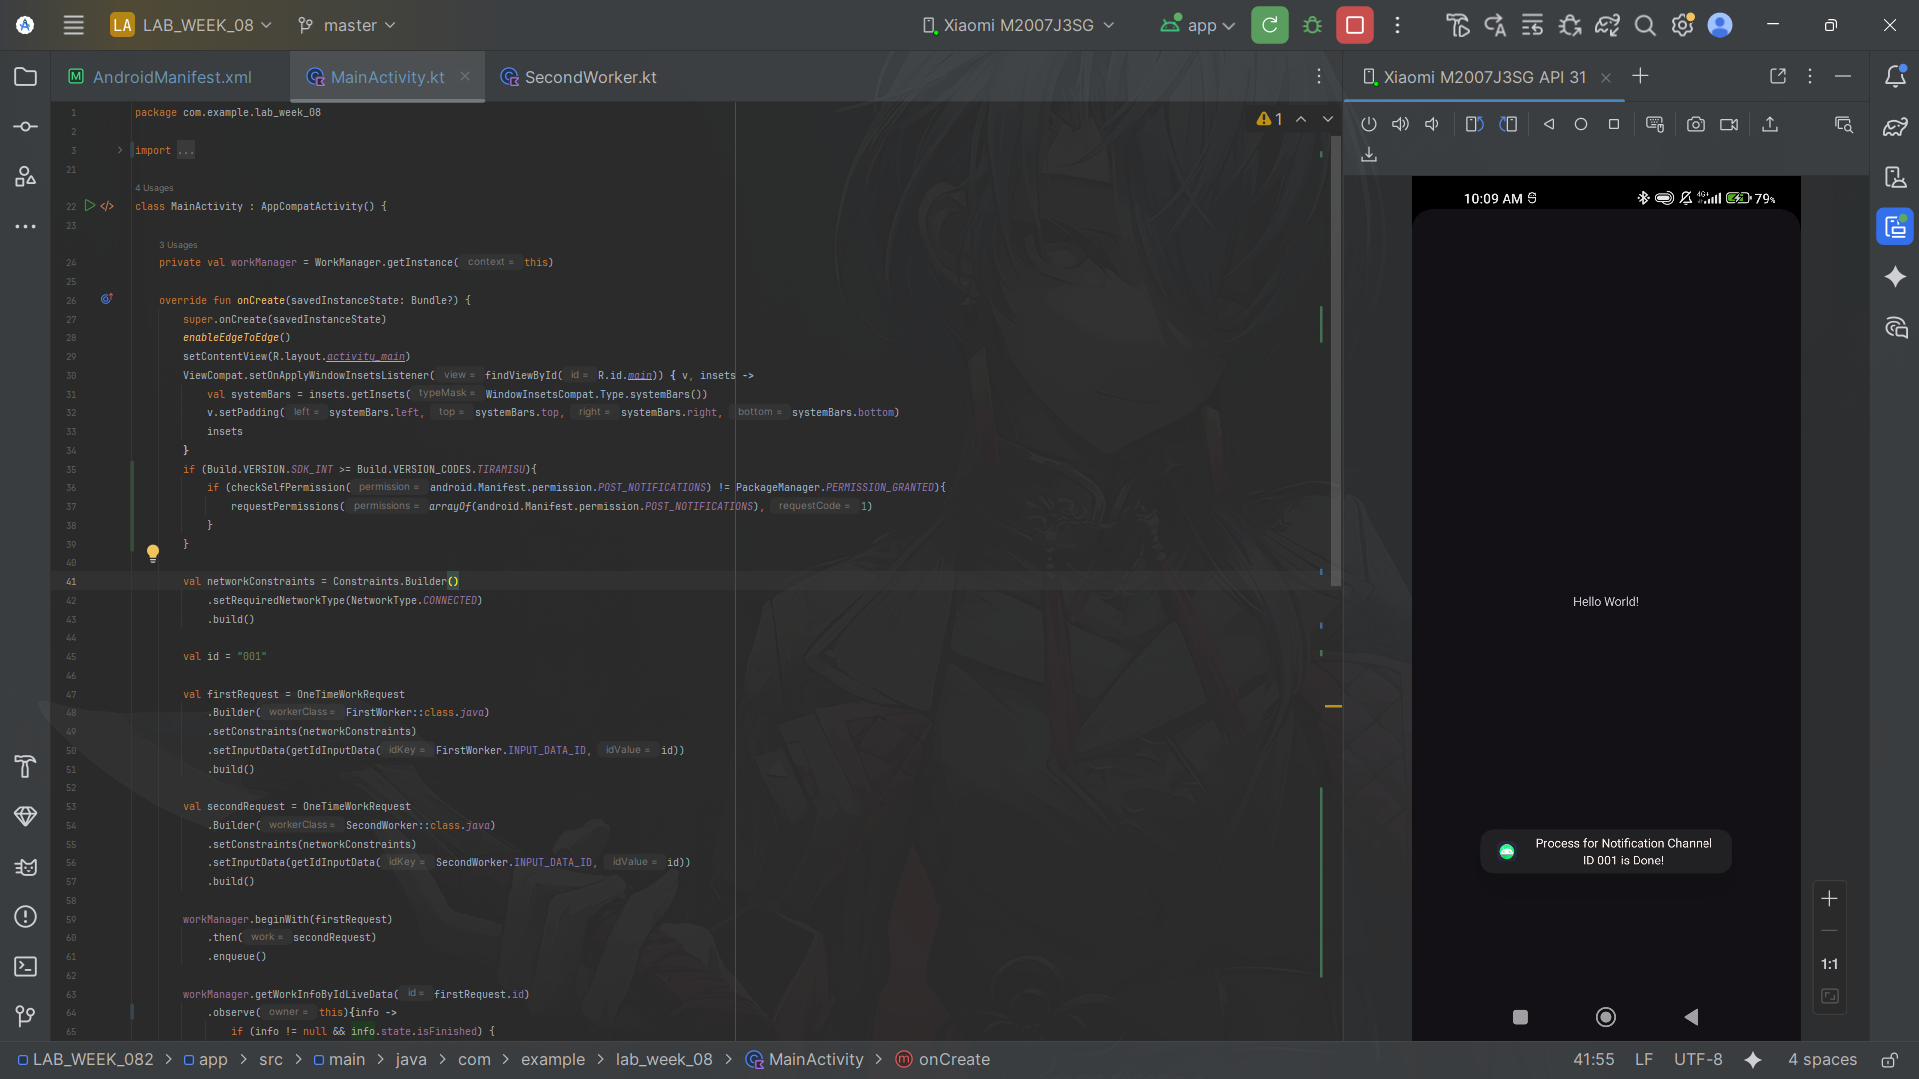 LA LAB_WEEK_08
master
Xiaomi M2007J3SG
app
AndroidManifest.xml
MainActivity.kt
SecondWorker.kt
Xiaomi M2007J3SG API 31
1 package com.example.lab_week_08
1
2
3 import ...
21
4 Usages
22 class MainActivity : AppCompatActivity() {
23
3 Usages
24 private val workManager = WorkManager.getInstance( context = this)
25
26 override fun onCreate(savedInstanceState: Bundle?) {
27 super.onCreate(savedInstanceState)
28 enableEdgeToEdge()
29 setContentView(R.layout.activity_main)
30 ViewCompat.setOnApplyWindowInsetsListener( view = findViewById( id = R.id.main)) { v, insets ->
31 val systemBars = insets.getInsets( typeMask = WindowInsetsCompat.Type.systemBars())
32 v.setPadding( left = systemBars.left, top = systemBars.top, right = systemBars.right, bottom = systemBars.bottom)
33 insets
34 }
35 if (Build.VERSION.SDK_INT >= Build.VERSION_CODES.TIRAMISU){
36 if (checkSelfPermission( permission = android.Manifest.permission.POST_NOTIFICATIONS) != PackageManager.PERMISSION_GRANTED){
37 requestPermissions( permissions = arrayOf(android.Manifest.permission.POST_NOTIFICATIONS), requestCode = 1)
38 }
39 }
40
41 val networkConstraints = Constraints.Builder()
42 .setRequiredNetworkType(NetworkType.CONNECTED)
43 .build()
44
45 val id = "001"
46
47 val firstRequest = OneTimeWorkRequest
48 .Builder( workerClass = FirstWorker::class.java)
49 .setConstraints(networkConstraints)
50 .setInputData(getIdInputData( idKey = FirstWorker.INPUT_DATA_ID, idValue = id))
51 .build()
52
53 val secondRequest = OneTimeWorkRequest
54 .Builder( workerClass = SecondWorker::class.java)
55 .setConstraints(networkConstraints)
56 .setInputData(getIdInputData( idKey = SecondWorker.INPUT_DATA_ID, idValue = id))
57 .build()
58
59 workManager.beginWith(firstRequest)
60 .then( work = secondRequest)
61 .enqueue()
62
63 workManager.getWorkInfoByIdLiveData( id = firstRequest.id)
64 .observe( owner = this){info ->
65 if (info != null && info.state.isFinished) {
10:09 AM
4G+
79%
Hello World!
Process for Notification Channel
ID 001 is Done!
1:1
LAB_WEEK_082 > app > src > main > java > com > example > lab_week_08 > MainActivity > onCreate
41:55 LF UTF-8 4 spaces